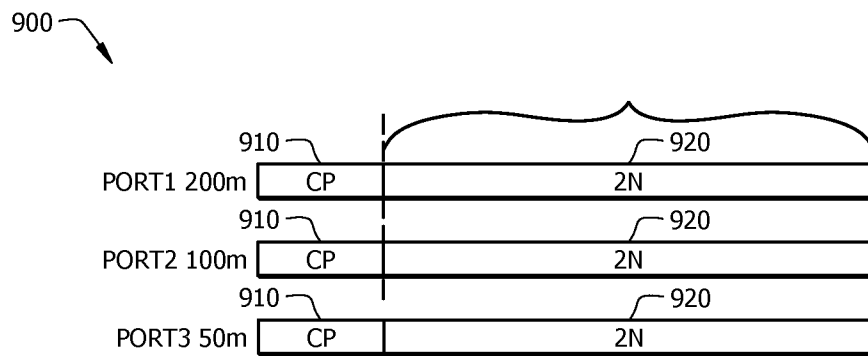 900
910 920
PORT1 200m CP 2N
910 920
PORT2 100m CP 2N
910 920
PORT3 50m CP 2N